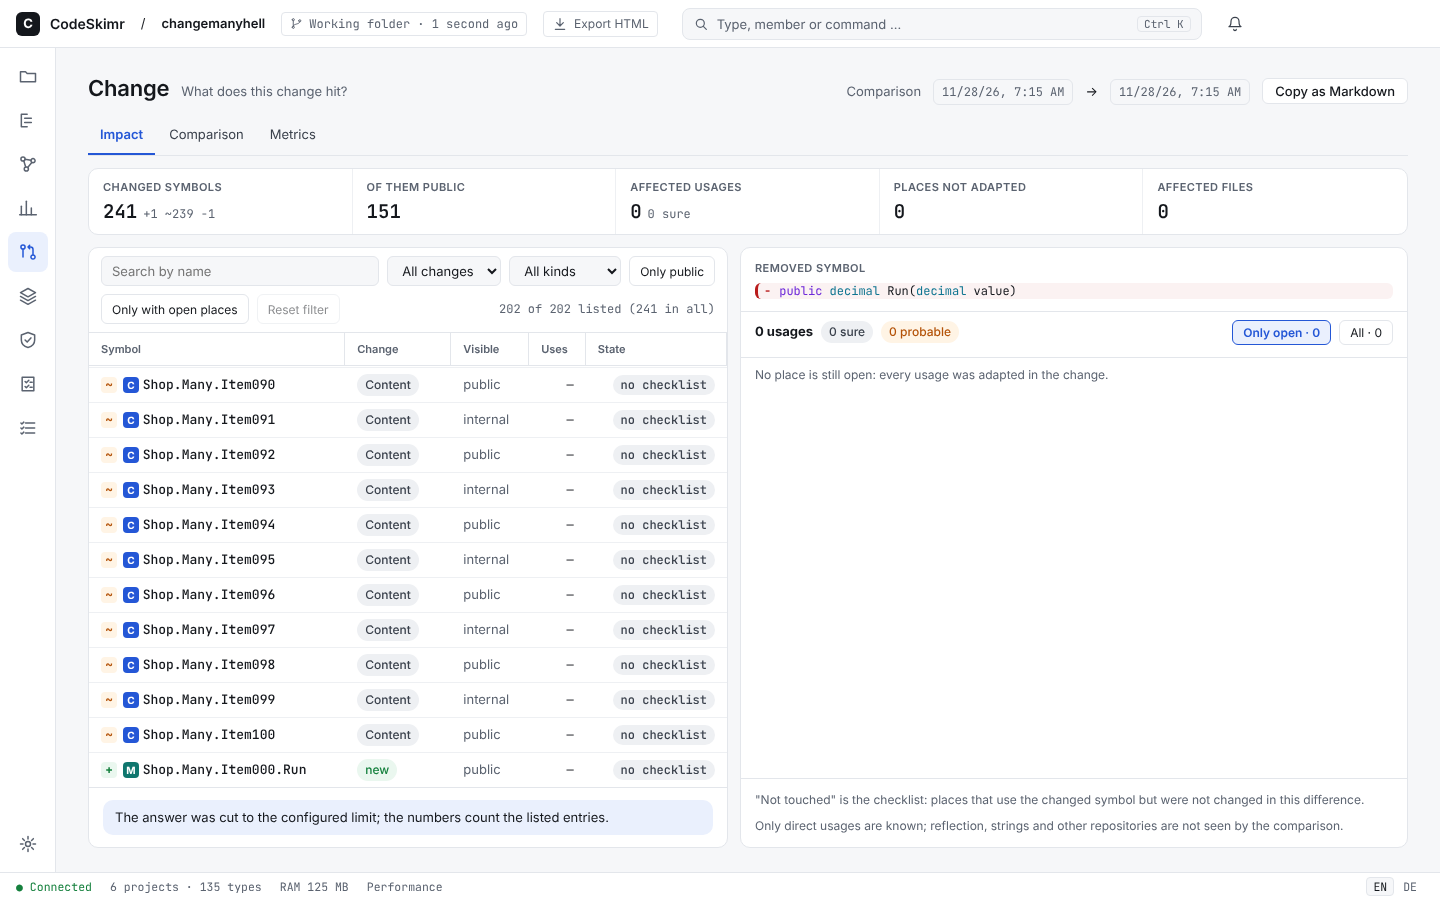 C CodeSkimr / changemanyhell Working folder · 1 second ago Export HTML Type, member or command ... Ctrl K
Change What does this change hit? Comparison 11/28/26, 7:15 AM → 11/28/26, 7:15 AM Copy as Markdown
Impact Comparison Metrics
CHANGED SYMBOLS OF THEM PUBLIC AFFECTED USAGES PLACES NOT ADAPTED AFFECTED FILES
241 +1 ~239 -1 151 0 0 sure 0 0
Search by name All changes All kinds Only public
Only with open places Reset filter 202 of 202 listed (241 in all)
Symbol Change Visible Uses State
~ C Shop.Many.Item090 Content public – no checklist
~ C Shop.Many.Item091 Content internal – no checklist
~ C Shop.Many.Item092 Content public – no checklist
~ C Shop.Many.Item093 Content internal – no checklist
~ C Shop.Many.Item094 Content public – no checklist
~ C Shop.Many.Item095 Content internal – no checklist
~ C Shop.Many.Item096 Content public – no checklist
~ C Shop.Many.Item097 Content internal – no checklist
~ C Shop.Many.Item098 Content public – no checklist
~ C Shop.Many.Item099 Content internal – no checklist
~ C Shop.Many.Item100 Content public – no checklist
+ M Shop.Many.Item000.Run new public – no checklist
The answer was cut to the configured limit; the numbers count the listed entries.
REMOVED SYMBOL
- public decimal Run(decimal value)
0 usages 0 sure 0 probable Only open · 0 All · 0
No place is still open: every usage was adapted in the change.
"Not touched" is the checklist: places that use the changed symbol but were not changed in this difference.
Only direct usages are known; reflection, strings and other repositories are not seen by the comparison.
Connected 6 projects · 135 types RAM 125 MB Performance EN DE